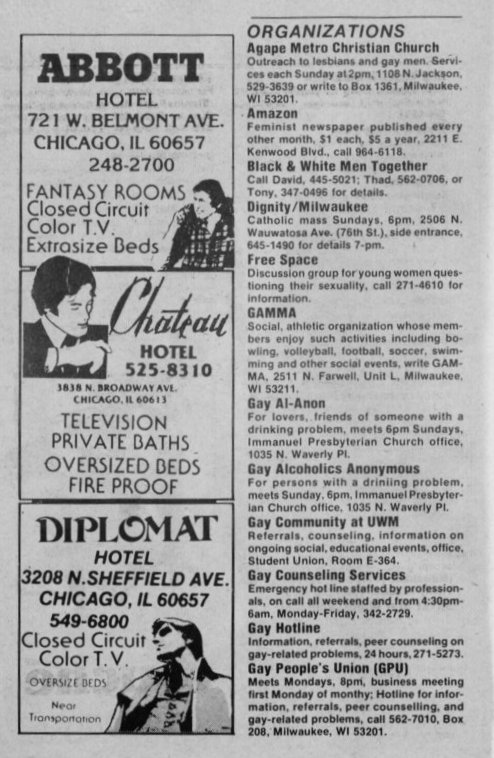 ABBOTT
HOTEL
721 W. BELMONT AVE.
CHICAGO, IL 60657
248-2700
FANTASY ROOMS
Closed Circuit
Color T.V.
Extrasize Beds
Chateau
HOTEL
525-8310
3838 N. BROADWAY AVE.
CHICAGO, IL 60613
TELEVISION
PRIVATE BATHS
OVERSIZED BEDS
FIRE PROOF
DIPLOMAT
HOTEL
3208 N. SHEFFIELD AVE.
CHICAGO, IL 60657
549-6800
Closed Circuit
Color T.V.
OVERSIZE BEDS
Near
Transportation
ORGANIZATIONS
Agape Metro Christian Church
Outreach to lesbians and gay men. Servi-
ces each Sunday at 2pm, 1108 N. Jackson,
529-3639 or write to Box 1361, Milwaukee,
WI 53201.
Amazon
Feminist newspaper published every
other month, $1 each, $5 a year, 2211 E.
Kenwood Blvd., call 964-6118.
Black & White Men Together
Call David, 445-5021; Thad, 562-0706, or
Tony, 347-0496 for details.
Dignity/Milwaukee
Catholic mass Sundays, 6pm, 2506 N.
Wauwatosa Ave. (76th St.), side entrance,
645-1490 for details 7-pm.
Free Space
Discussion group for young women ques-
tioning their sexuality, call 271-4610 for
information.
GAMMA
Social, athletic organization whose mem-
bers enjoy such activities including bo-
wling, volleyball, football, soccer, swim-
ming and other social events, write GAM-
MA, 2511 N. Farwell, Unit L, Milwaukee,
WI 53211.
Gay Al-Anon
For lovers, friends of someone with a
drinking problem, meets 6pm Sundays,
Immanuel Presbyterian Church office,
1035 N. Waverly Pl.
Gay Alcoholics Anonymous
For persons with a driniing problem,
meets Sunday, 6pm, Immanuel Presbyter-
ian Church office, 1035 N. Waverly Pl.
Gay Community at UWM
Referrals, counseling, information on
ongoing social, educational events, office,
Student Union, Room E-364.
Gay Counseling Services
Emergency hot line staffed by profession-
als, on call all weekend and from 4:30pm-
6am, Monday-Friday, 342-2729.
Gay Hotline
Information, referrals, peer counseling on
gay-related problems, 24 hours, 271-5273.
Gay People's Union (GPU)
Meets Mondays, 8pm, business meeting
first Monday of monthy; Hotline for infor-
mation, referrals, peer counselling, and
gay-related problems, call 562-7010, Box
208, Milwaukee, WI 53201.